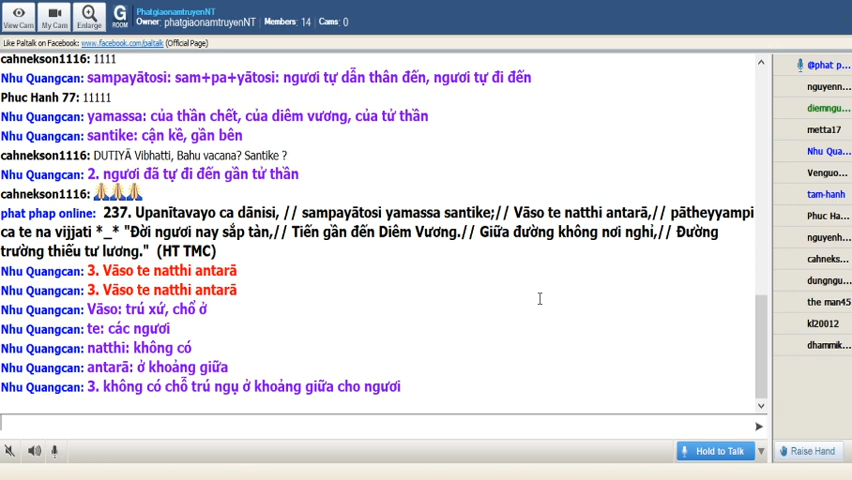 PhatgiaonamtruyenNT
Owner: phatgiaonamtruyenNT Members: 14 Cams: 0
View Cam My Cam Enlarge G ROOM
Like Paltalk on Facebook: www.facebook.com/paltalk (Official Page)
cahnekson1116: 1111
Nhu Quangcan: sampayātosi: sam+pa+yātosi: ngươi tự dẫn thân đến, ngươi tự đi đến
Phuc Hanh 77: 11111
Nhu Quangcan: yamassa: của thần chết, của diêm vương, của tử thần
Nhu Quangcan: santike: cận kề, gần bên
cahnekson1116: DUTIYĀ Vibhatti, Bahu vacana? Santike ?
Nhu Quangcan: 2. ngươi đã tự đi đến gần tử thần
cahnekson1116:
phat phap online: 237. Upanītavayo ca dānisi, // sampayātosi yamassa santike;// Vāso te natthi antarā,// pātheyyampi
ca te na vijjati *_* "Đời ngươi nay sắp tàn,// Tiến gần đến Diêm Vương.// Giữa đường không nơi nghỉ,// Đường
trường thiếu tư lương." (HT TMC)
Nhu Quangcan: 3. Vāso te natthi antarā
Nhu Quangcan: 3. Vāso te natthi antarā
Nhu Quangcan: Vāso: trú xứ, chổ ở
Nhu Quangcan: te: các ngươi
Nhu Quangcan: natthi: không có
Nhu Quangcan: antarā: ở khoảng giữa
Nhu Quangcan: 3. không có chỗ trú ngụ ở khoảng giữa cho ngươi
@phat p...
nguyenn...
diemngu...
metta17
Nhu Qua...
Venguo...
tam-hanh
Phuc Ha...
nguyenh...
cahneks...
dungngu...
the man45
kl20012
dhammik...
Hold to Talk
Raise Hand